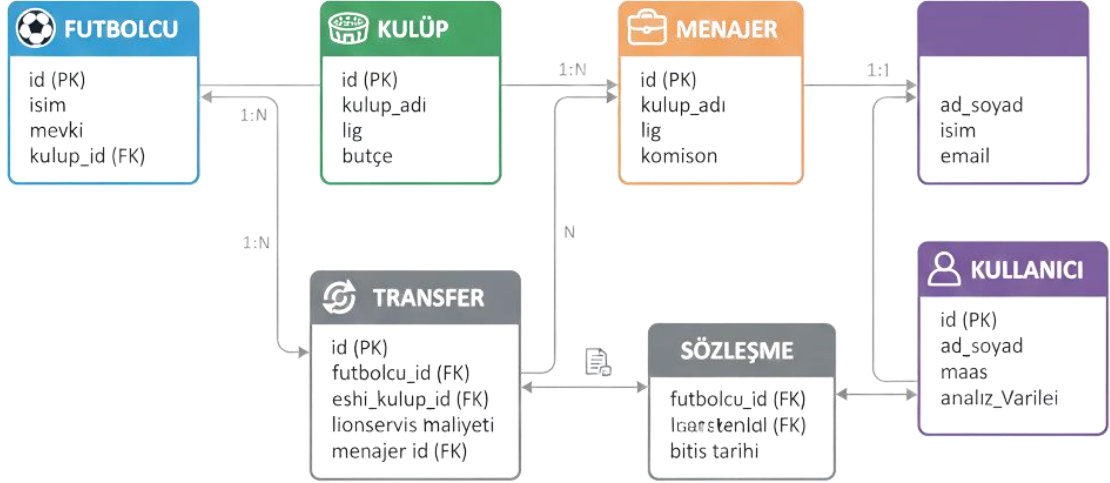 FUTBOLCU
id (PK)
isim
mevki
kulup_id (FK)
KULÜP
id (PK)
kulup_adi
lig
butçe
MENAJER
id (PK)
kulup_adı
lig
komison
ad_soyad
isim
email
1:N
1:N
1:1
1:N
N
TRANSFER
id (PK)
futbolcu_id (FK)
eshi_kulup_id (FK)
lionservis maliyeti
menajer id (FK)
SÖZLEŞME
futbolcu_id (FK)
(FK)
bitis tarihi
KULLANICI
id (PK)
ad_soyad
maas
analız_Varilei